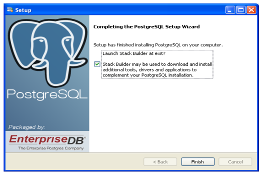 Setup
Completing the PostgreSQL Setup Wizard
Setup has finished installing PostgreSQL on your computer.
Launch Stack Builder at exit?
Stack Builder may be used to download and install
additional tools, drivers and applications to
complement your PostgreSQL installation.
PostgreSQL
Packaged by:
EnterpriseDB
The Enterprise Postgres Company
< Back
Finish
Cancel